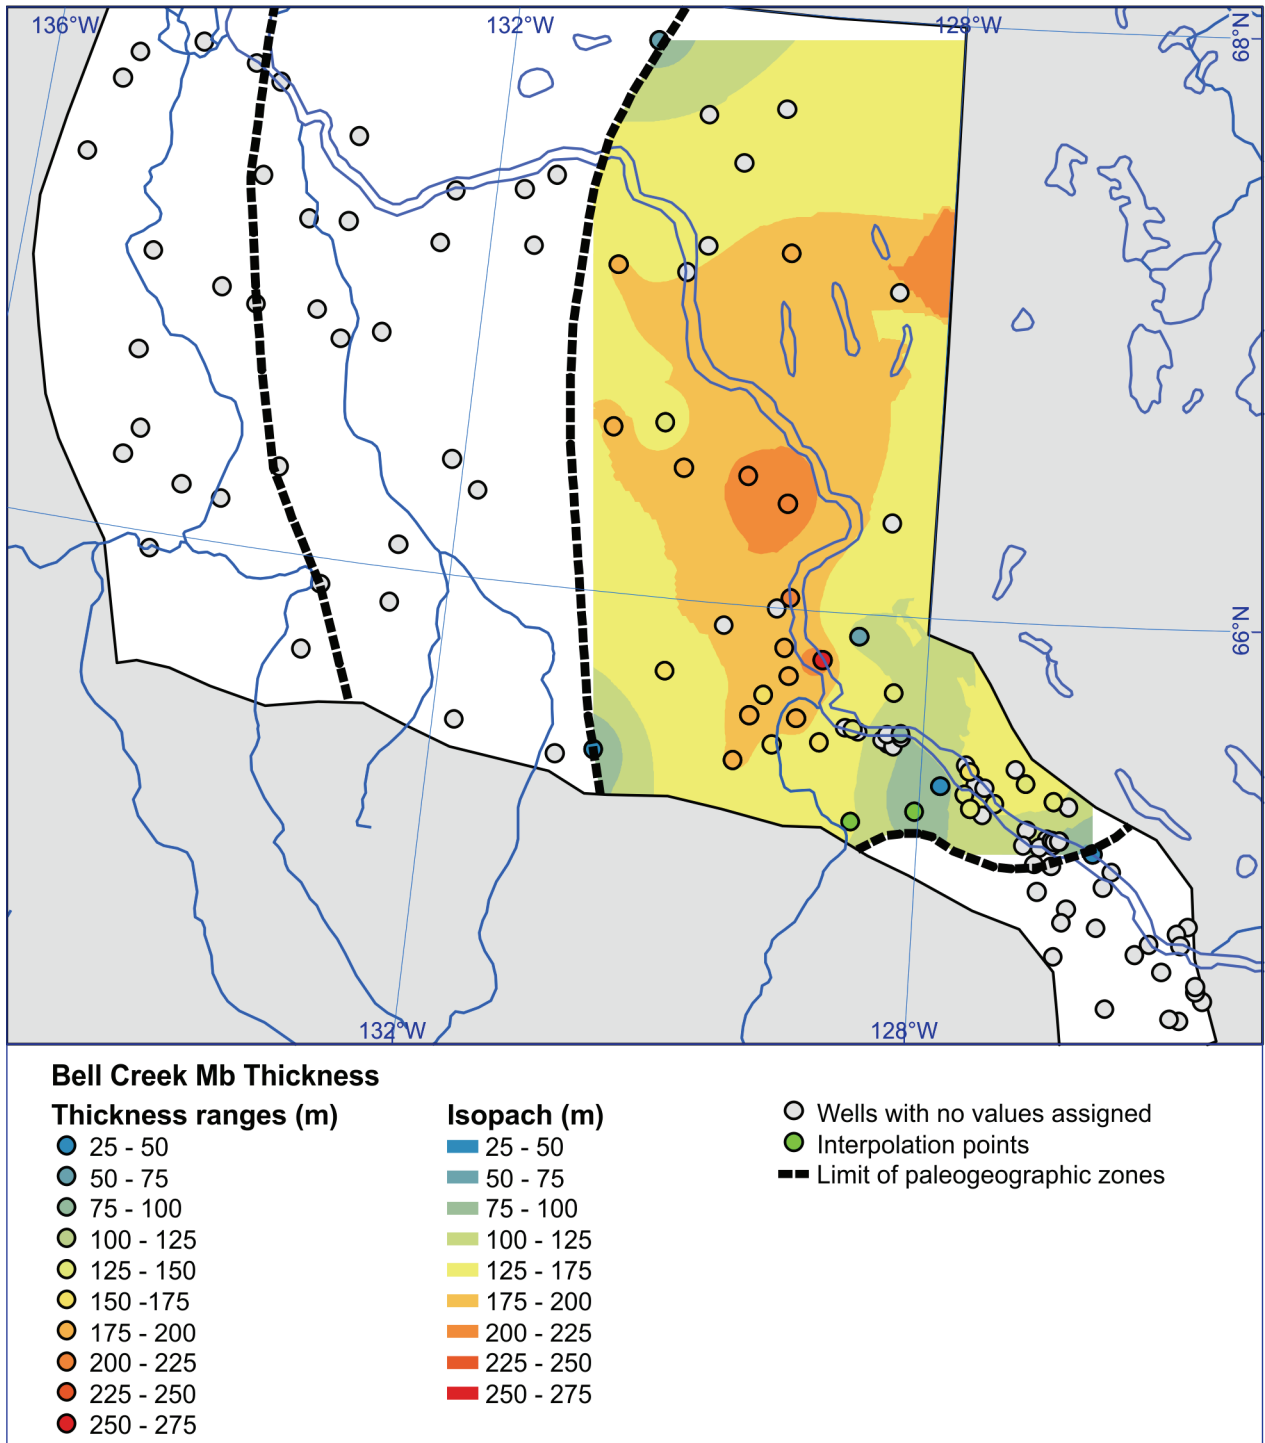 136°W
132°W
128°W
68°N
66°N
132°W
128°W
Bell Creek Mb Thickness
Thickness ranges (m)
25 - 50
50 - 75
75 - 100
100 - 125
125 - 150
150 -175
175 - 200
200 - 225
225 - 250
250 - 275
Isopach (m)
25 - 50
50 - 75
75 - 100
100 - 125
125 - 175
175 - 200
200 - 225
225 - 250
250 - 275
Wells with no values assigned
Interpolation points
Limit of paleogeographic zones